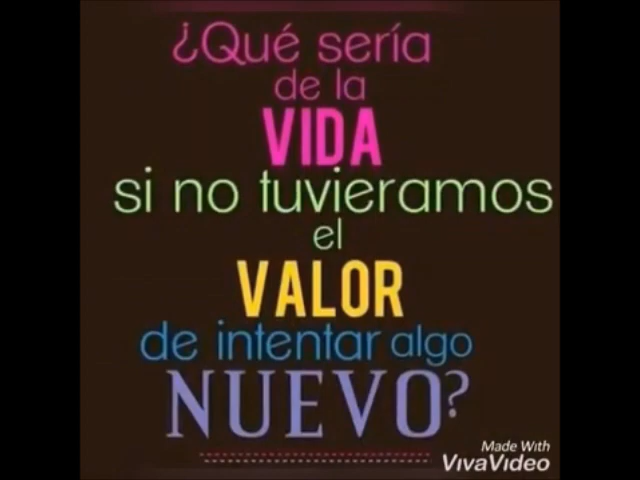 ¿Qué sería
de la
VIDA
si no tuvieramos
el
VALOR
de intentar algo
NUEVO?
Made With
VivaVideo